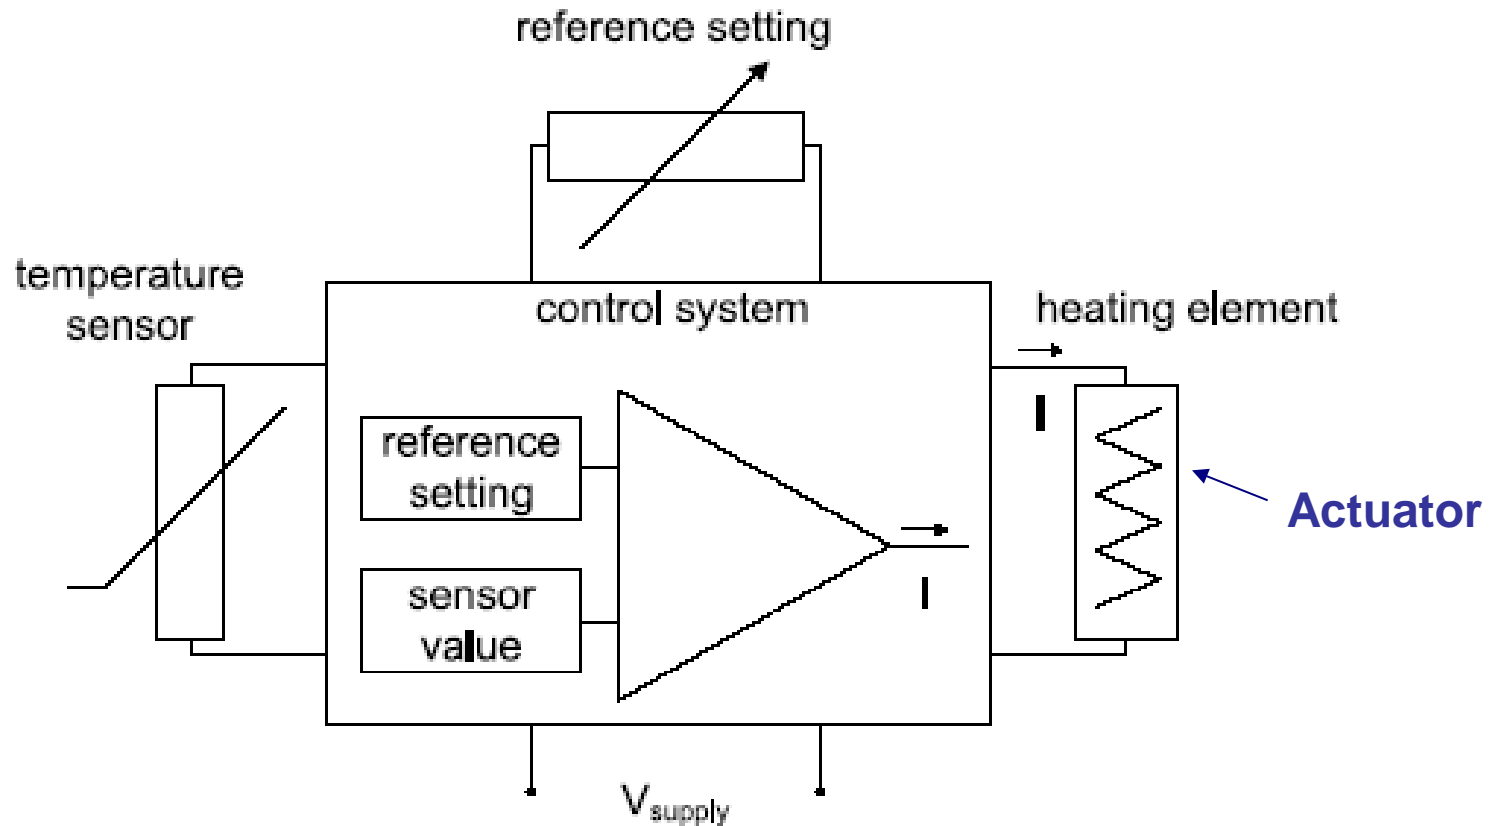 reference setting
temperature
sensor
control system
heating element
I
reference
setting
Actuator
I
sensor
value
Vsupply